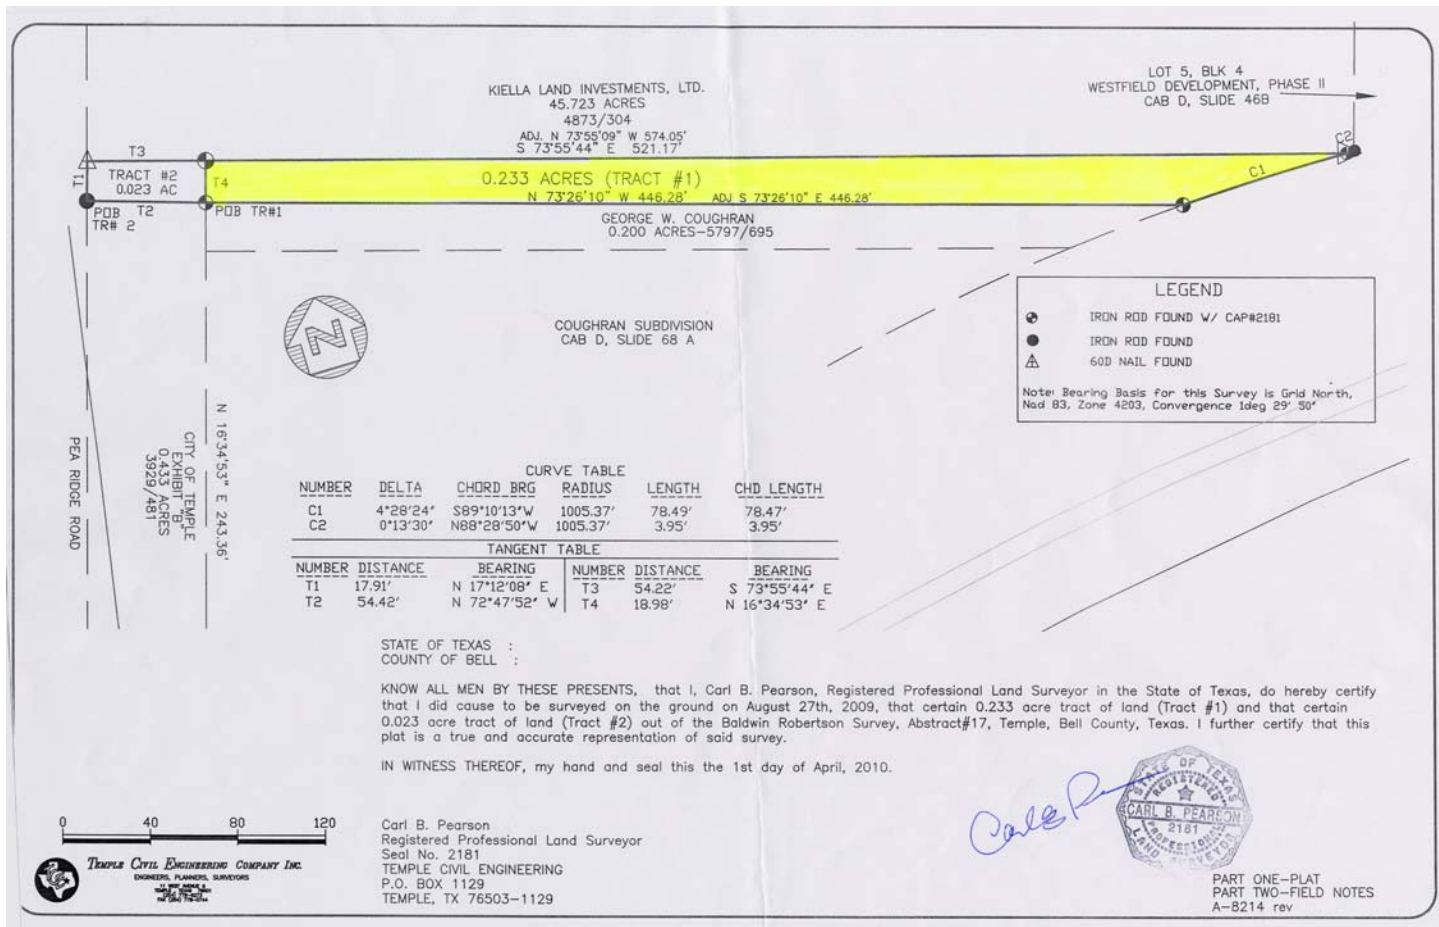 KIELLA LAND INVESTMENTS, LTD.
45.723 ACRES
4873/304
ADJ. N 73°55'09" W 574.05'
S 73°55'44" E 521.17'
LOT 5, BLK 4
WESTFIELD DEVELOPMENT, PHASE II
CAB D, SLIDE 46B
T3
T1
TRACT #2
0.023 AC
T4
T2
POB
TR# 2
POB TR#1
0.233 ACRES (TRACT #1)
N 73°26'10" W 446.28' ADJ S 73°26'10" E 446.28'
C1
C2
GEORGE W. COUGHRAN
0.200 ACRES-5797/695
N
COUGHRAN SUBDIVISION
CAB D, SLIDE 68 A
LEGEND
IRON ROD FOUND W/ CAP#2181
IRON ROD FOUND
60D NAIL FOUND
Note: Bearing Basis for this Survey is Grid North,
Nad 83, Zone 4203, Convergence 1deg 29' 50"
PEA RIDGE ROAD
CITY OF TEMPLE
EXHIBIT "B"
0.433 ACRES
3929/481
N 16°34'53" E 243.36'
CURVE TABLE
NUMBER DELTA CHORD BRG RADIUS LENGTH CHD LENGTH
C1 4°28'24" S89°10'13"W 1005.37' 78.49' 78.47'
C2 0°13'30" N88°28'50"W 1005.37' 3.95' 3.95'
TANGENT TABLE
NUMBER DISTANCE BEARING NUMBER DISTANCE BEARING
T1 17.91' N 17°12'08" E T3 54.22' S 73°55'44" E
T2 54.42' N 72°47'52" W T4 18.98' N 16°34'53" E
STATE OF TEXAS :
COUNTY OF BELL :
KNOW ALL MEN BY THESE PRESENTS, that I, Carl B. Pearson, Registered Professional Land Surveyor in the State of Texas, do hereby certify
that I did cause to be surveyed on the ground on August 27th, 2009, that certain 0.233 acre tract of land (Tract #1) and that certain
0.023 acre tract of land (Tract #2) out of the Baldwin Robertson Survey, Abstract#17, Temple, Bell County, Texas. I further certify that this
plat is a true and accurate representation of said survey.
IN WITNESS THEREOF, my hand and seal this the 1st day of April, 2010.
STATE OF TEXAS
REGISTERED
CARL B. PEARSON
2181
PROFESSIONAL
LAND SURVEYOR
0 40 80 120
TEMPLE CIVIL ENGINEERING COMPANY INC.
ENGINEERS, PLANNERS, SURVEYORS
Carl B. Pearson
Registered Professional Land Surveyor
Seal No. 2181
TEMPLE CIVIL ENGINEERING
P.O. BOX 1129
TEMPLE, TX 76503-1129
PART ONE-PLAT
PART TWO-FIELD NOTES
A-8214 rev